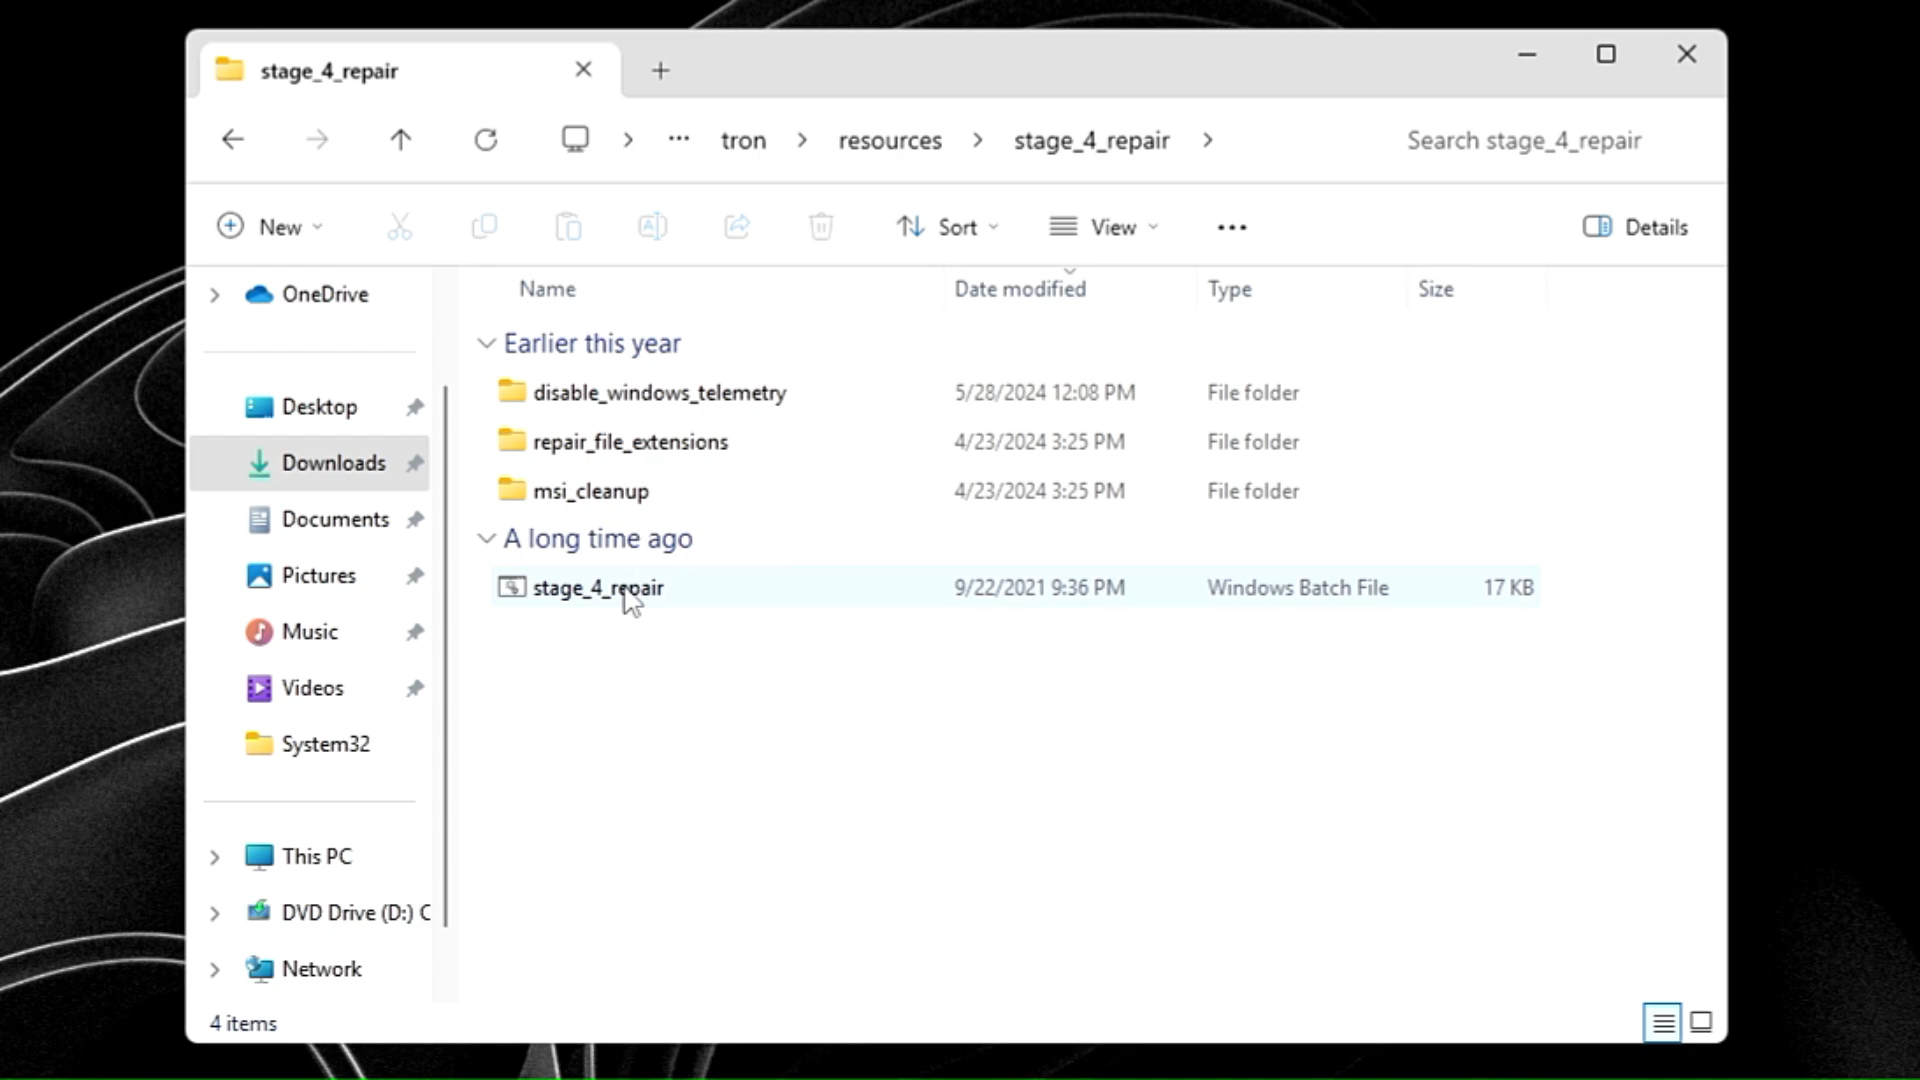 stage_4_repair
tron resources stage_4_repair Search stage_4_repair
New Sort View Details
OneDrive
Desktop
Downloads
Documents
Pictures
Music
Videos
System32
This PC
DVD Drive (D:) C
Network
Name Date modified Type Size
Earlier this year
disable_windows_telemetry 5/28/2024 12:08 PM File folder
repair_file_extensions 4/23/2024 3:25 PM File folder
msi_cleanup 4/23/2024 3:25 PM File folder
A long time ago
stage_4_repair 9/22/2021 9:36 PM Windows Batch File 17 KB
4 items